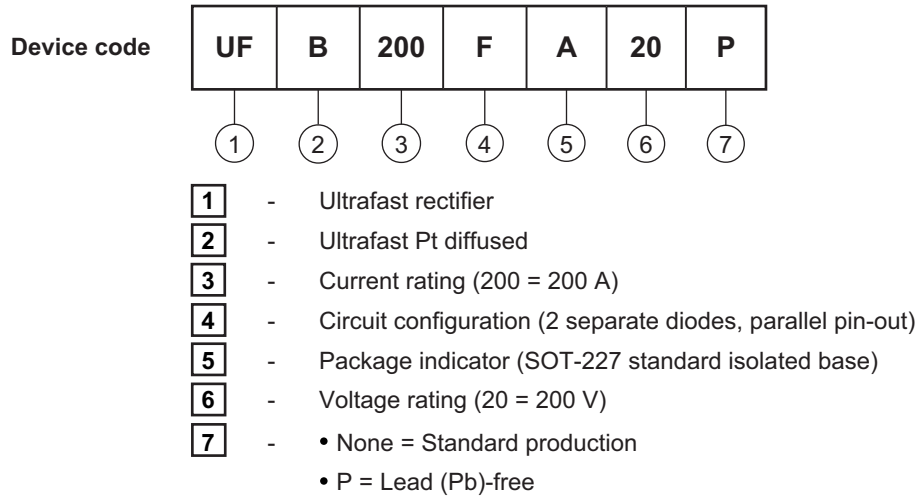 Device code UF B 200 F A 20 P
1 2 3 4 5 6 7
1 - Ultrafast rectifier
2 - Ultrafast Pt diffused
3 - Current rating (200 = 200 A)
4 - Circuit configuration (2 separate diodes, parallel pin-out)
5 - Package indicator (SOT-227 standard isolated base)
6 - Voltage rating (20 = 200 V)
7 - • None = Standard production
• P = Lead (Pb)-free